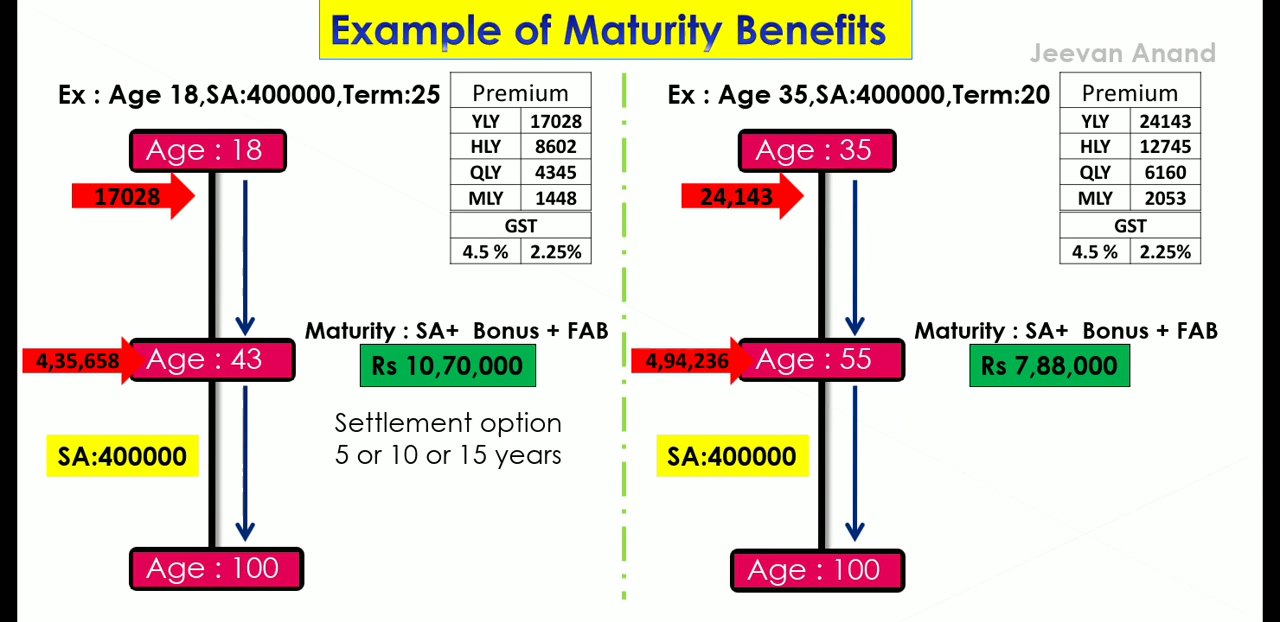 Example of Maturity Benefits
Jeevan Anand
Ex : Age 18,SA:400000,Term:25
Premium
YLY 17028
HLY 8602
QLY 4345
MLY 1448
GST
4.5 % 2.25%
Age : 18
17028
Maturity : SA+ Bonus + FAB
4,35,658
Age : 43
Rs 10,70,000
Settlement option
5 or 10 or 15 years
SA:400000
Age : 100
Ex : Age 35,SA:400000,Term:20
Premium
YLY 24143
HLY 12745
QLY 6160
MLY 2053
GST
4.5 % 2.25%
Age : 35
24,143
Maturity : SA+ Bonus + FAB
4,94,236
Age : 55
Rs 7,88,000
SA:400000
Age : 100